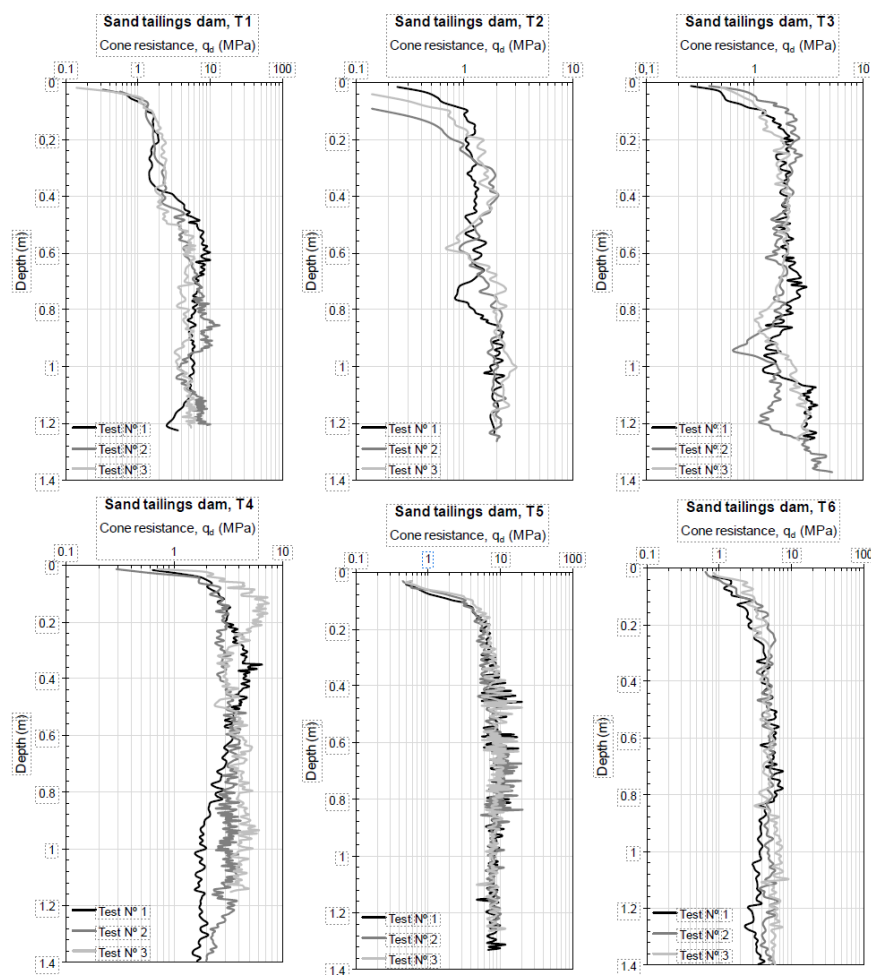 Sand tailings dam, T1
Cone resistance, q_d (MPa)
0.1 1 10 100
0
0,2
0.4
0.6
0.8
1
1.2
1.4
Depth (m)
Test Nº 1
Test Nº 2
Test Nº 3
Sand tailings dam, T2
Cone resistance, q_d (MPa)
0.1 1 10
0
0.2
0.4
0.6
0.8
1
1.2
1.4
Depth (m)
Test Nº 1
Test Nº 2
Test Nº 3
Sand tailings dam, T3
Cone resistance, q_d (MPa)
0.1 1 10
0
0.2
0.4
0.6
0.8
1
1.2
1.4
Depth (m)
Test Nº 1
Test Nº 2
Test Nº 3
Sand tailings dam, T4
Cone resistance, q_d (MPa)
0.1 1 10
0
0.2
0.4
0.6
0.8
1
1.2
1.4
Depth (m)
Test Nº 1
Test Nº 2
Test Nº 3
Sand tailings dam, T5
Cone resistance, q_d (MPa)
0.1 1 10 100
0
0.2
0.4
0.6
0.8
1
1.2
1.4
Depth (m)
Test Nº 1
Test Nº 2
Test Nº 3
Sand tailings dam, T6
Cone resistance, q_d (MPa)
0.1 1 10 100
0
0.2
0.4
0.6
0.8
1
1.2
1.4
Depth (m)
Test Nº 1
Test Nº 2
Test Nº 3